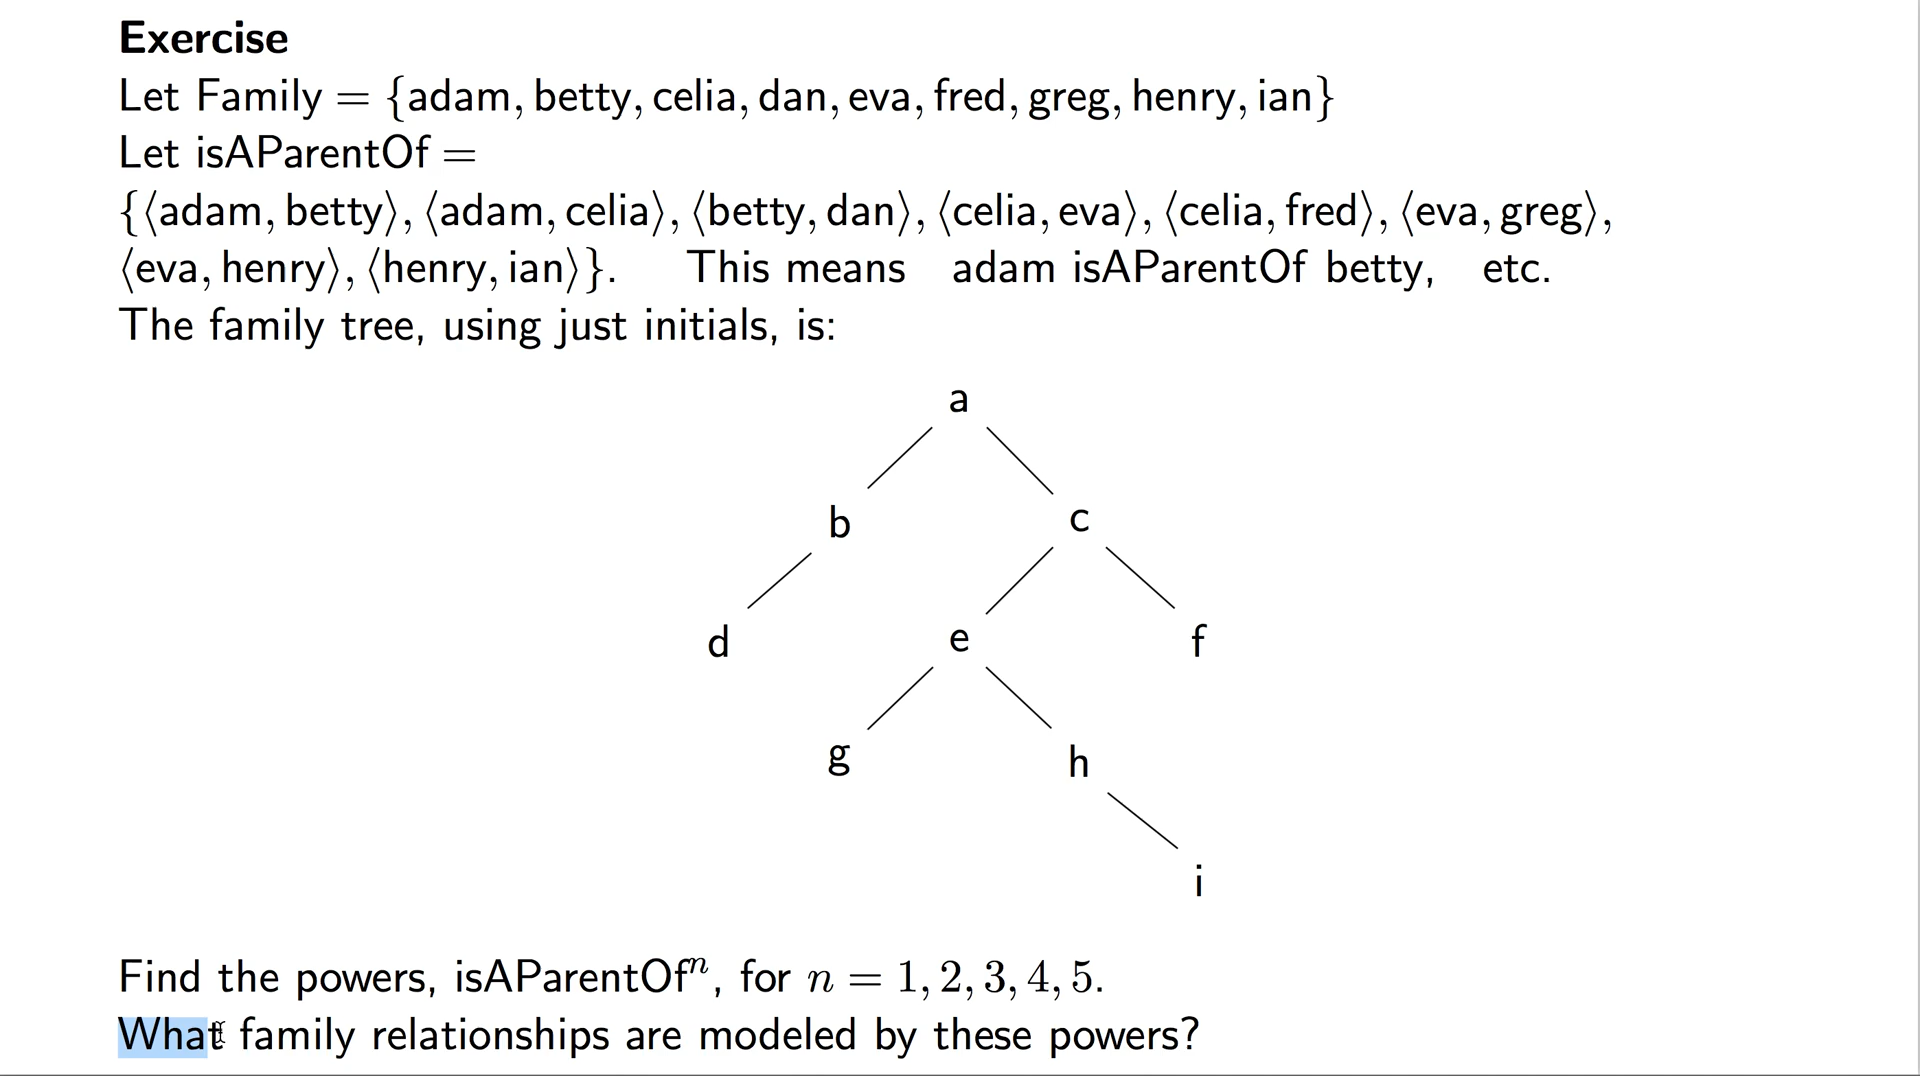 Exercise
Let Family = {adam, betty, celia, dan, eva, fred, greg, henry, ian}
Let isAParentOf =
{⟨adam, betty⟩, ⟨adam, celia⟩, ⟨betty, dan⟩, ⟨celia, eva⟩, ⟨celia, fred⟩, ⟨eva, greg⟩,
⟨eva, henry⟩, ⟨henry, ian⟩}. This means adam isAParentOf betty, etc.
The family tree, using just initials, is:
a
b c
d e f
g h
i
Find the powers, isAParentOfⁿ, for n = 1, 2, 3, 4, 5.
What family relationships are modeled by these powers?